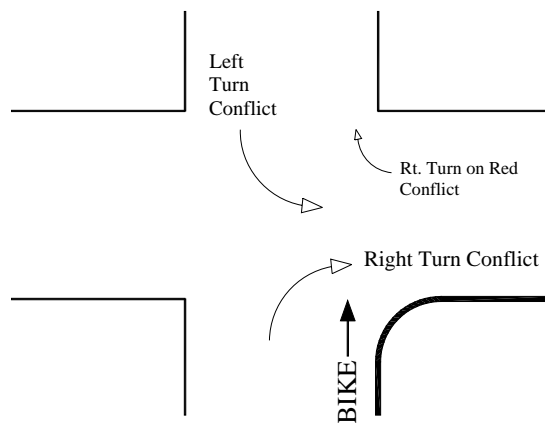 Left
Turn
Conflict
Rt. Turn on Red
Conflict
Right Turn Conflict
BIKE